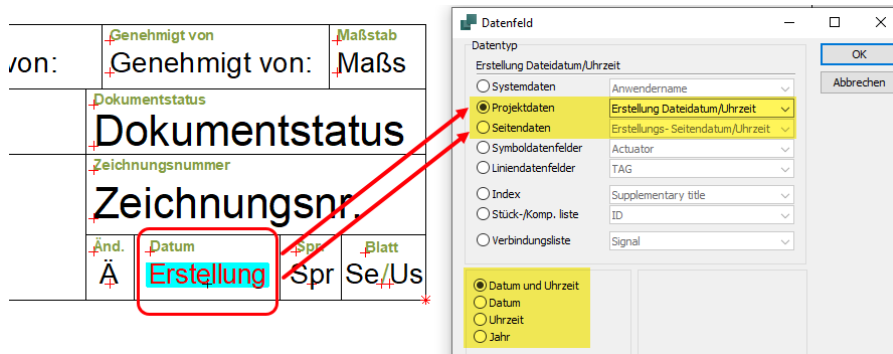 Genehmigt von
Maßstab
von:
Genehmigt von:
Maßs
Dokumentstatus
Dokumentstatus
Zeichnungsnummer
Zeichnungsnr.
Änd.
Datum
Spr.
Blatt
Ä
Erstellung
Spr
Se/Us
Datenfeld
Datentyp
Erstellung Dateidatum/Uhrzeit
OK
Abbrechen
Systemdaten
Anwendername
Projektdaten
Erstellung Dateidatum/Uhrzeit
Seitendaten
Erstellungs- Seitendatum/Uhrzeit
Symboldatenfelder
Actuator
Liniendatenfelder
TAG
Index
Supplementary title
Stück-/Komp. liste
ID
Verbindungsliste
Signal
Datum und Uhrzeit
Datum
Uhrzeit
Jahr